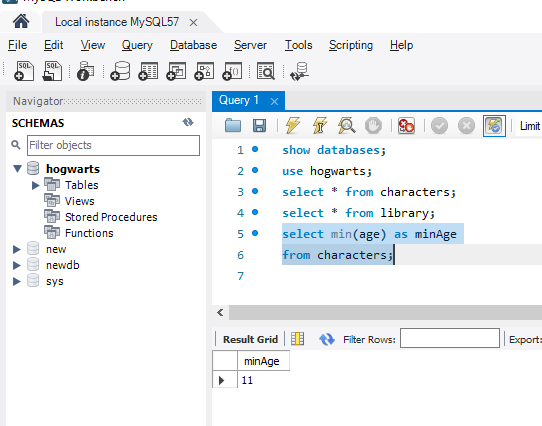 Local instance MySQL57
File Edit View Query Database Server Tools Scripting Help
Navigator
Query 1
SCHEMAS
Filter objects
Limit
hogwarts
Tables
Views
Stored Procedures
Functions
new
newdb
sys
1 show databases;
2 use hogwarts;
3 select * from characters;
4 select * from library;
5 select min(age) as minAge
6 from characters;
7
Result Grid Filter Rows: Export:
minAge
11